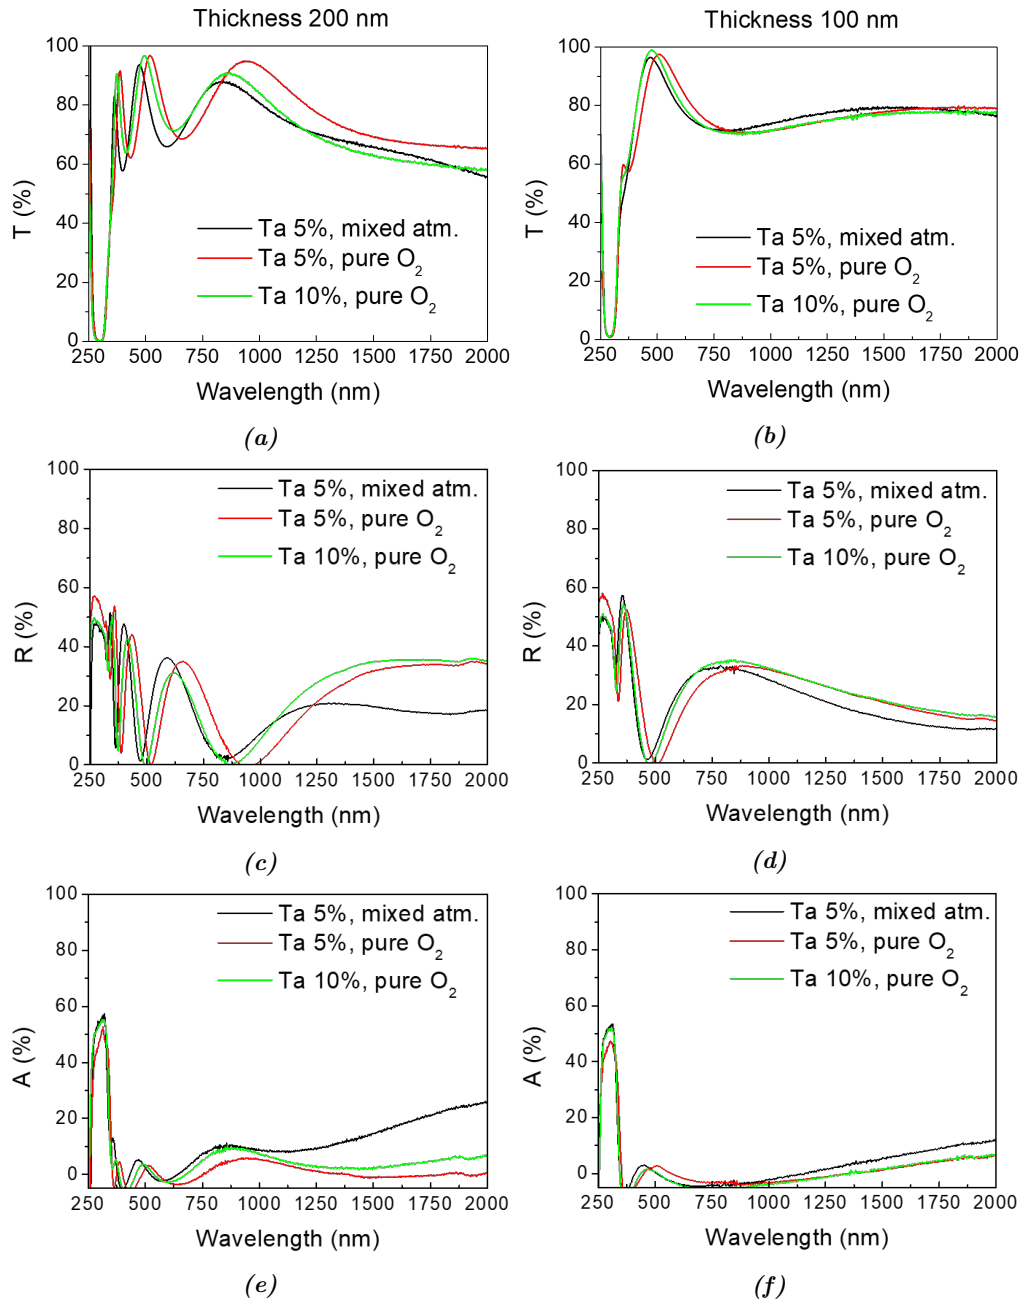 Thickness 200 nm
100
80
60
40
20
0
T (%)
Ta 5%, mixed atm.
Ta 5%, pure O₂
Ta 10%, pure O₂
250 500 750 1000 1250 1500 1750 2000
Wavelength (nm)
(a)
Thickness 100 nm
100
80
60
40
20
0
T (%)
Ta 5%, mixed atm.
Ta 5%, pure O₂
Ta 10%, pure O₂
250 500 750 1000 1250 1500 1750 2000
Wavelength (nm)
(b)
100
80
60
40
20
0
R (%)
Ta 5%, mixed atm.
Ta 5%, pure O₂
Ta 10%, pure O₂
250 500 750 1000 1250 1500 1750 2000
Wavelength (nm)
(c)
100
80
60
40
20
0
R (%)
Ta 5%, mixed atm.
Ta 5%, pure O₂
Ta 10%, pure O₂
250 500 750 1000 1250 1500 1750 2000
Wavelength (nm)
(d)
100
80
60
40
20
0
A (%)
Ta 5%, mixed atm.
Ta 5%, pure O₂
Ta 10%, pure O₂
250 500 750 1000 1250 1500 1750 2000
Wavelength (nm)
(e)
100
80
60
40
20
0
A (%)
Ta 5%, mixed atm.
Ta 5%, pure O₂
Ta 10%, pure O₂
250 500 750 1000 1250 1500 1750 2000
Wavelength (nm)
(f)